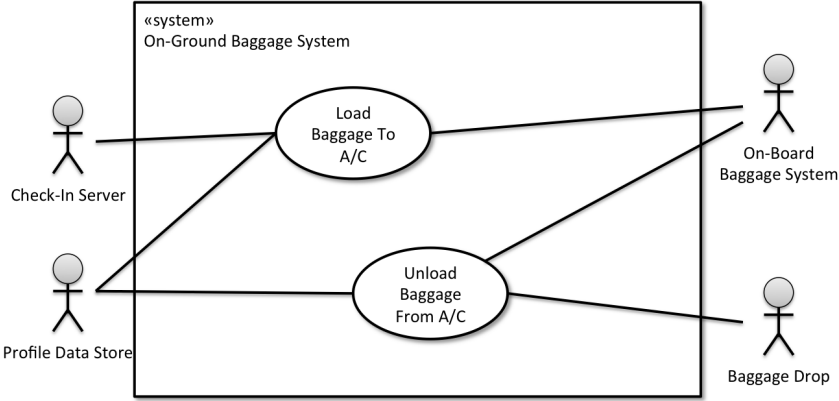 «system»
On-Ground Baggage System
Load
Baggage To
A/C
On-Board
Baggage System
Check-In Server
Unload
Baggage
From A/C
Profile Data Store
Baggage Drop